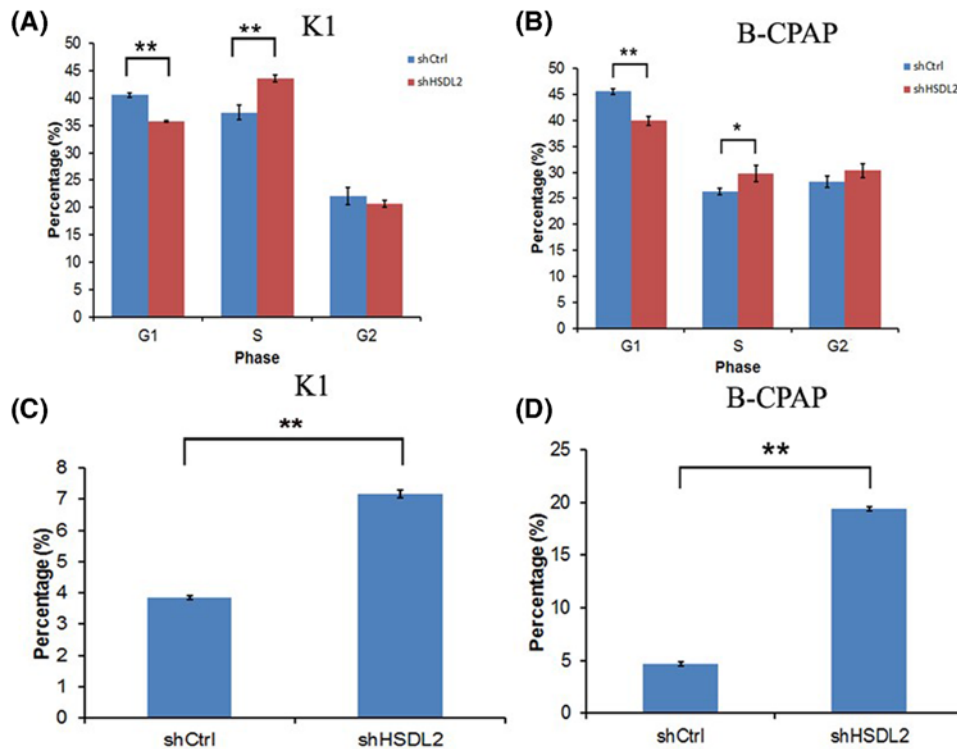 (A)
K1
**
**
shCtrl
shHSDL2
Percentage (%)
50
45
40
35
30
25
20
15
10
5
0
G1 S G2
Phase
(B)
B-CPAP
**
*
shCtrl
shHSDL2
Percentage (%)
50
45
40
35
30
25
20
15
10
5
0
G1 S G2
Phase
(C)
K1
**
Percentage (%)
8
7
6
5
4
3
2
1
0
shCtrl shHSDL2
(D)
B-CPAP
**
Percentage (%)
25
20
15
10
5
0
shCtrl shHSDL2